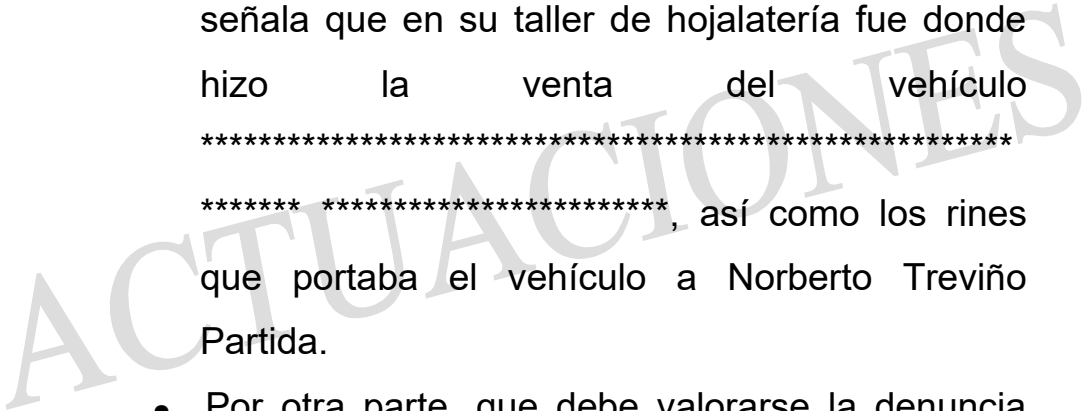 señala que en su taller de hojalatería fue donde
hizo la venta del vehículo
********************************************************
******* ************************, así como los rines
que portaba el vehículo a Norberto Treviño
Partida.
• Por otra parte, que debe valorarse la denuncia
ACTUACIONES